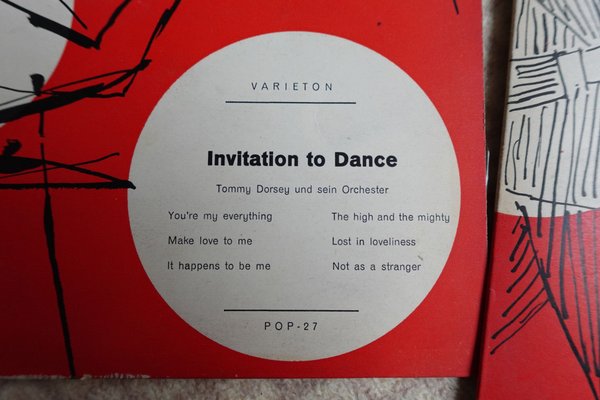 VARIETON
Invitation to Dance
Tommy Dorsey und sein Orchester
You're my everything
Make love to me
It happens to be me
The high and the mighty
Lost in loveliness
Not as a stranger
POP-27